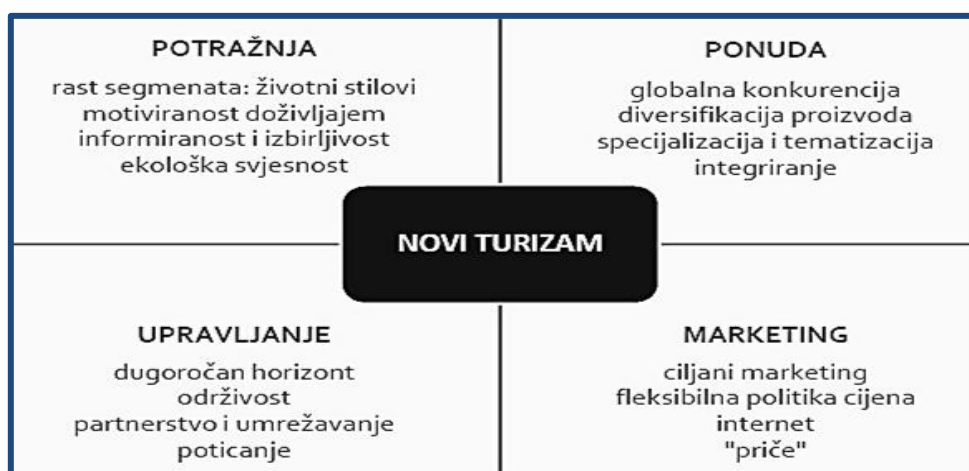 POTRAŽNJA
rast segmenata: životni stilovi
motiviranost doživljajem
informiranost i izbirljivost
ekološka svjesnost
PONUDA
globalna konkurencija
diversifikacija proizvoda
specijalizacija i tematizacija
integriranje
NOVI TURIZAM
UPRAVLJANJE
dugoročan horizont
održivost
partnerstvo i umrežavanje
poticanje
MARKETING
ciljani marketing
fleksibilna politika cijena
internet
"priče"